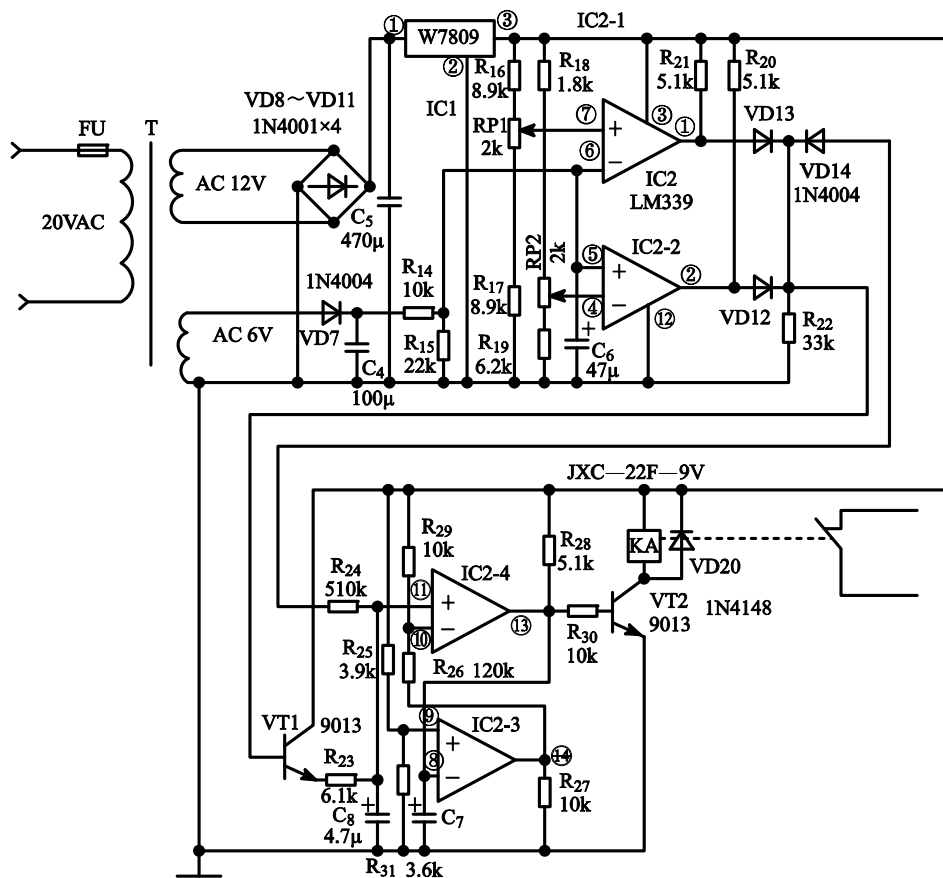 ① W7809 ③ IC2-1
②
IC1
FU T
VD8～VD11
1N4001×4
R16 8.9k
R18 1.8k
R21 5.1k
R20 5.1k
RP1 2k
⑦ + ③ ①
⑥ −
IC2
LM339
VD13
VD14
1N4004
20VAC
AC 12V
C5
470μ
RP2 2k
⑤ + IC2-2 ②
④ − ⑫
VD12
1N4004
VD7
AC 6V
R14
10k
R15
22k
C4
100μ
R17
8.9k
R19
6.2k
+
C6
47μ
R22
33k
JXC—22F—9V
R29
10k
R28
5.1k
KA
VD20
1N4148
R24
510k
⑪ + IC2-4 ⑬
⑩ −
R30
10k
VT2
9013
R25
3.9k
R26 120k
⑨ + IC2-3 ⑭
⑧ −
VT1 9013
R23
6.1k
R27
10k
+
C8
4.7μ
+
C7
R31 3.6k